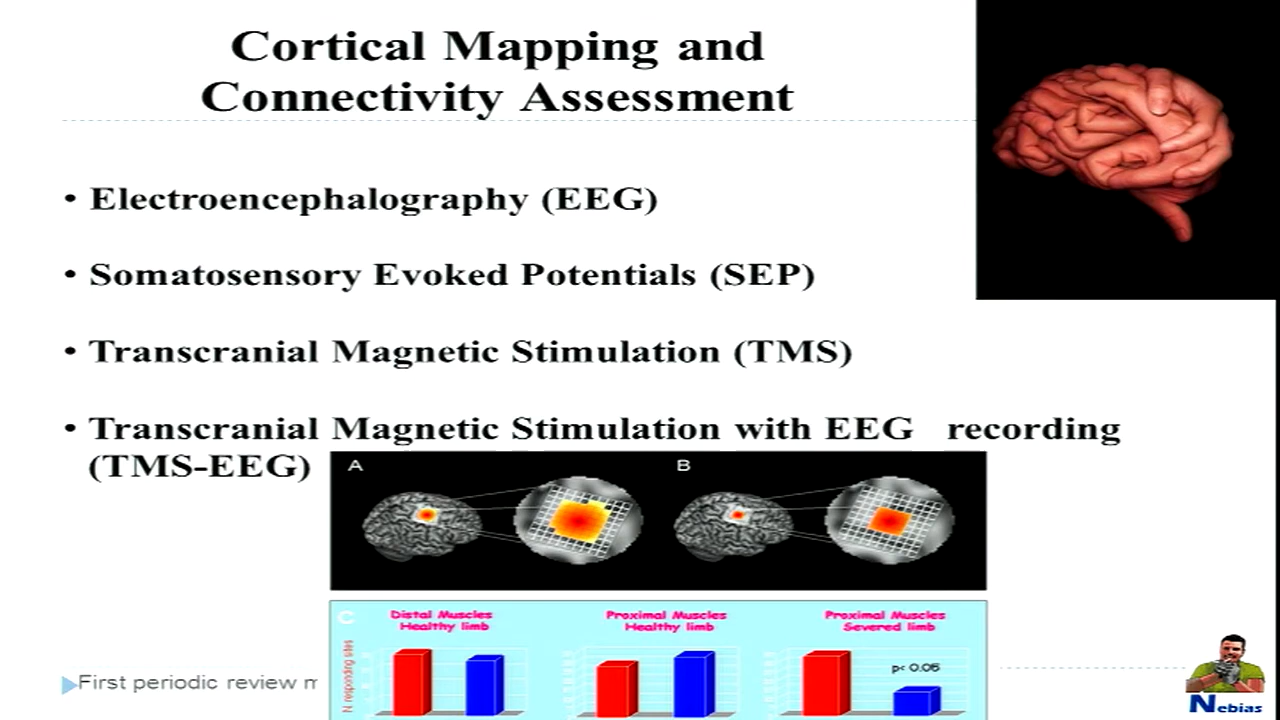 Cortical Mapping and
Connectivity Assessment
• Electroencephalography (EEG)
• Somatosensory Evoked Potentials (SEP)
• Transcranial Magnetic Stimulation (TMS)
• Transcranial Magnetic Stimulation with EEG recording
(TMS-EEG)
A
B
C
Distal Muscles
Healthy limb
Proximal Muscles
Healthy limb
Proximal Muscles
Severed limb
N responding sites
p< 0.05
First periodic review m
Nebias